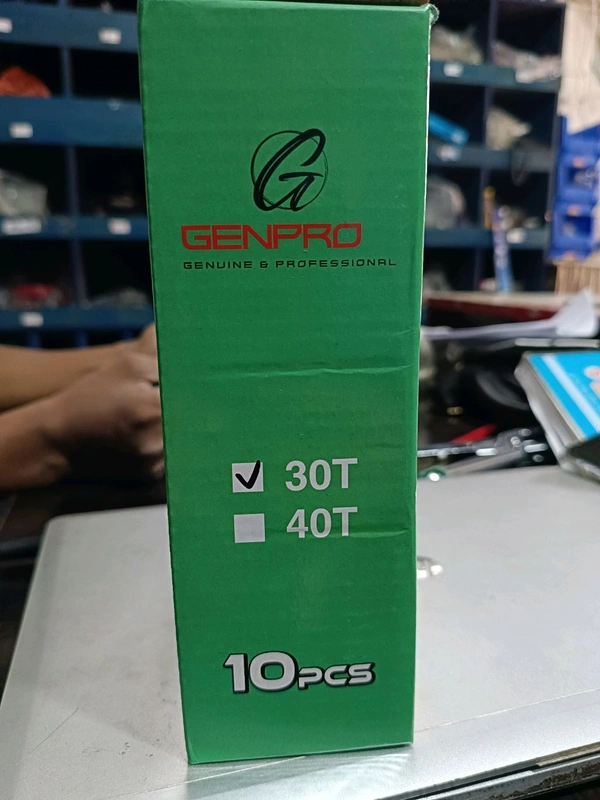 G
GENPRO
GENUINE & PROFESSIONAL
30T
40T
10PCS